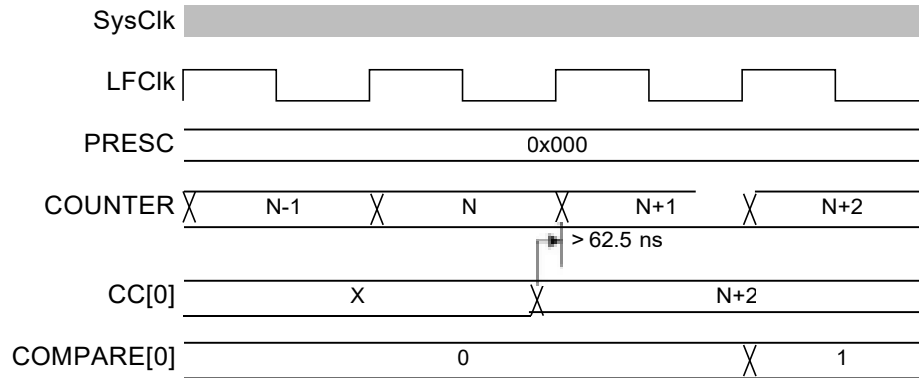 SysClk
LFClk
PRESC 0x000
COUNTER N-1 N N+1 N+2
> 62.5 ns
CC[0] X N+2
COMPARE[0] 0 1